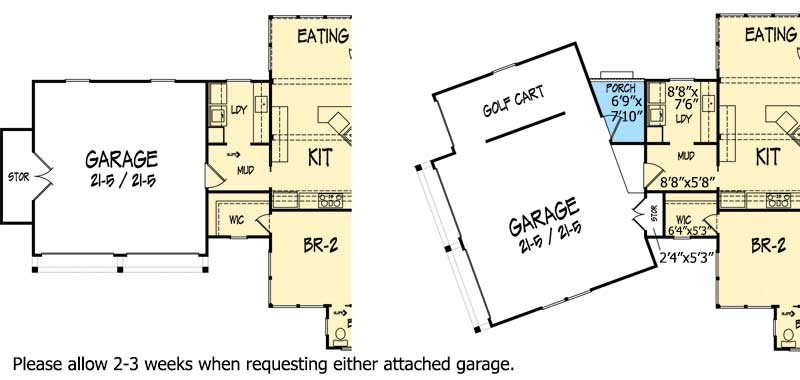 EATING
LDY
GARAGE
21-5 / 21-5
STOR
MUD
KIT
WIC
BR-2
EATING
GOLF CART
PORCH
6'9"x
7'10"
8'8"x
7'6"
LDY
MUD
KIT
8'8"x5'8"
GARAGE
21-5 / 21-5
STOR
WIC
6'4"x5'3"
BR-2
2'4"x5'3"
Please allow 2-3 weeks when requesting either attached garage.